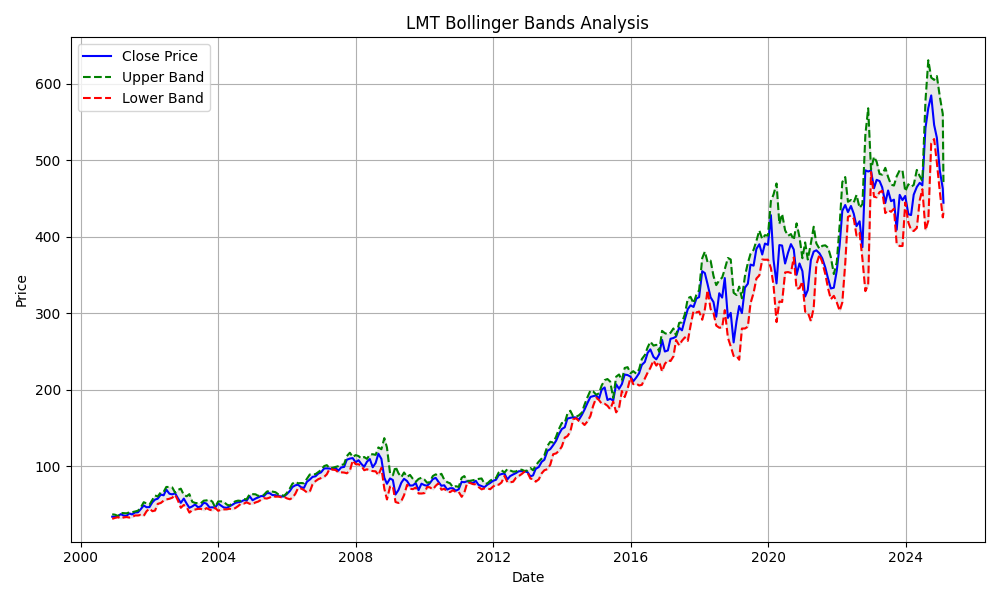 LMT Bollinger Bands Analysis
Close Price
Upper Band
Lower Band
Price
600
500
400
300
200
100
2000
2004
2008
2012
2016
2020
2024
Date